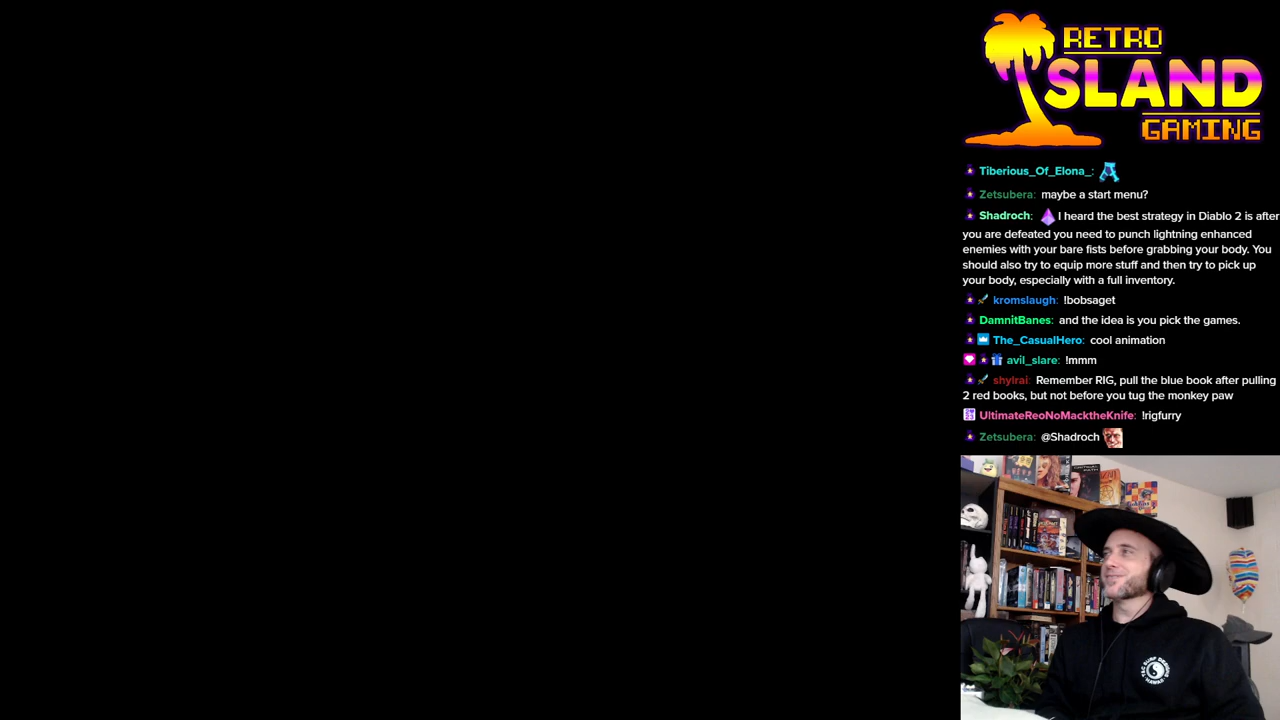 RETRO
ISLAND
GAMING
Tiberious_Of_Elona_:
Zetsubera: maybe a start menu?
Shadroch: I heard the best strategy in Diablo 2 is after
you are defeated you need to punch lightning enhanced
enemies with your bare fists before grabbing your body. You
should also try to equip more stuff and then try to pick up
your body, especially with a full inventory.
kromslaugh: !bobsaget
DamnitBanes: and the idea is you pick the games.
The_CasualHero: cool animation
avil_slare: !mmm
shylrai: Remember RIG, pull the blue book after pulling
2 red books, but not before you tug the monkey paw
UltimateReoNoMacktheKnife: !rigfurry
Zetsubera: @Shadroch